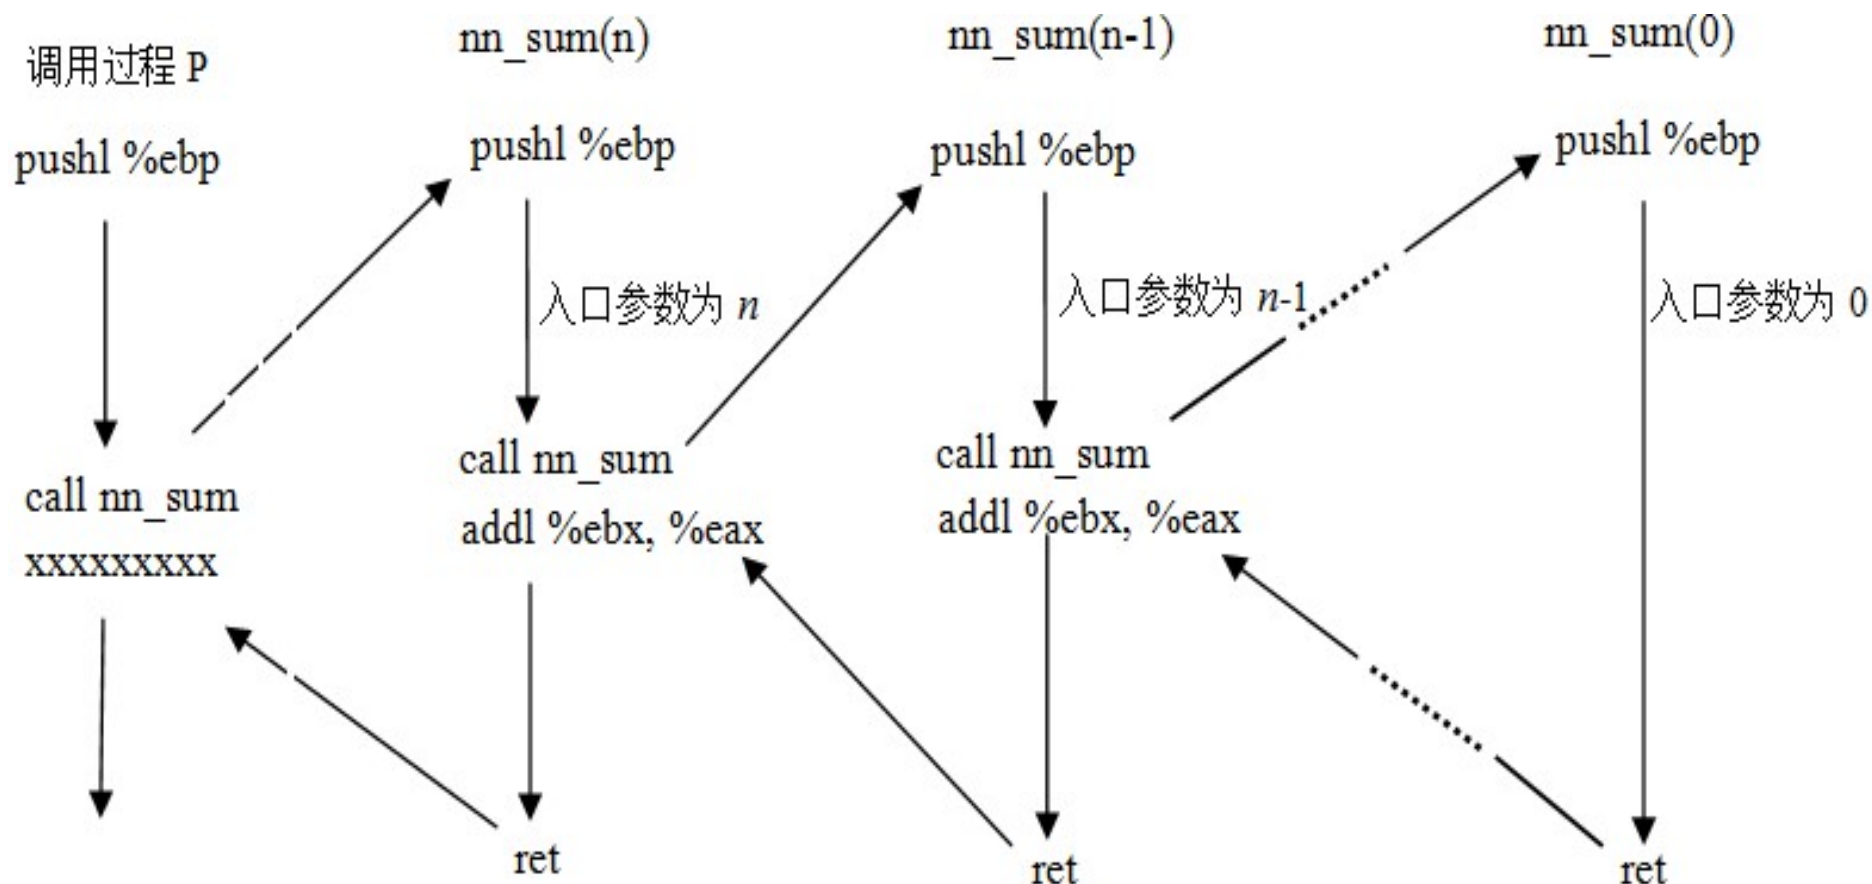 调用过程 P
pushl %ebp
call nn_sum
xxxxxxxxx
nn_sum(n)
pushl %ebp
入口参数为 n
call nn_sum
addl %ebx, %eax
ret
nn_sum(n-1)
pushl %ebp
入口参数为 n-1
call nn_sum
addl %ebx, %eax
ret
nn_sum(0)
pushl %ebp
入口参数为 0
ret